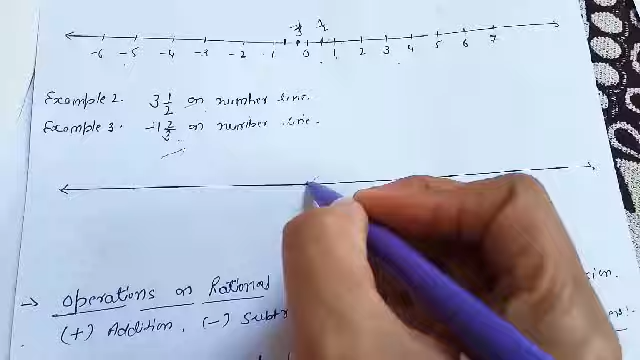 -6 -5 -4 -3 -2 -1 0 1 2 3 4 5 6 7
Example 2. 3 1/2 on number line.
Example 3. -1 2/3 on number line.
→ Operations on Rational
(+) Addition, (-) Subtr